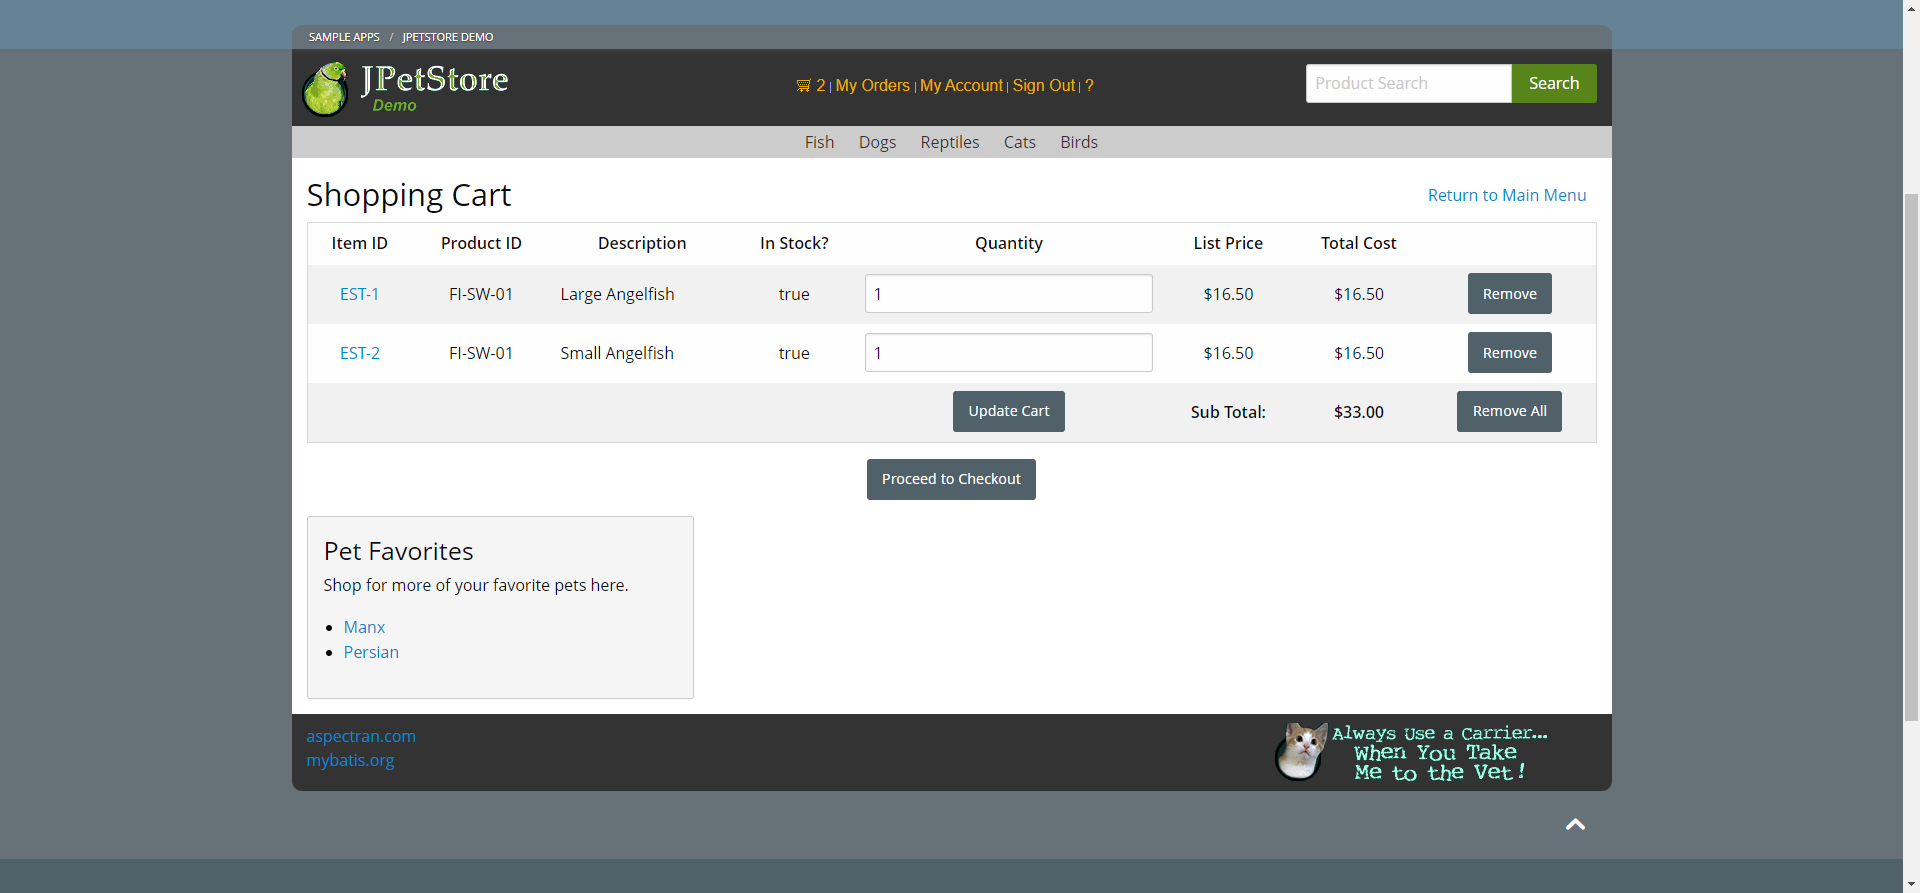 SAMPLE APPS / JPETSTORE DEMO
JPetStore
Demo
2 | My Orders | My Account | Sign Out | ?
Product Search
Search
Fish Dogs Reptiles Cats Birds
Shopping Cart
Return to Main Menu
Item ID Product ID Description In Stock? Quantity List Price Total Cost
EST-1 FI-SW-01 Large Angelfish true 1 $16.50 $16.50 Remove
EST-2 FI-SW-01 Small Angelfish true 1 $16.50 $16.50 Remove
Update Cart Sub Total: $33.00 Remove All
Proceed to Checkout
Pet Favorites
Shop for more of your favorite pets here.
Manx
Persian
aspectran.com
mybatis.org
Always Use a Carrier...
When You Take
Me to the Vet!